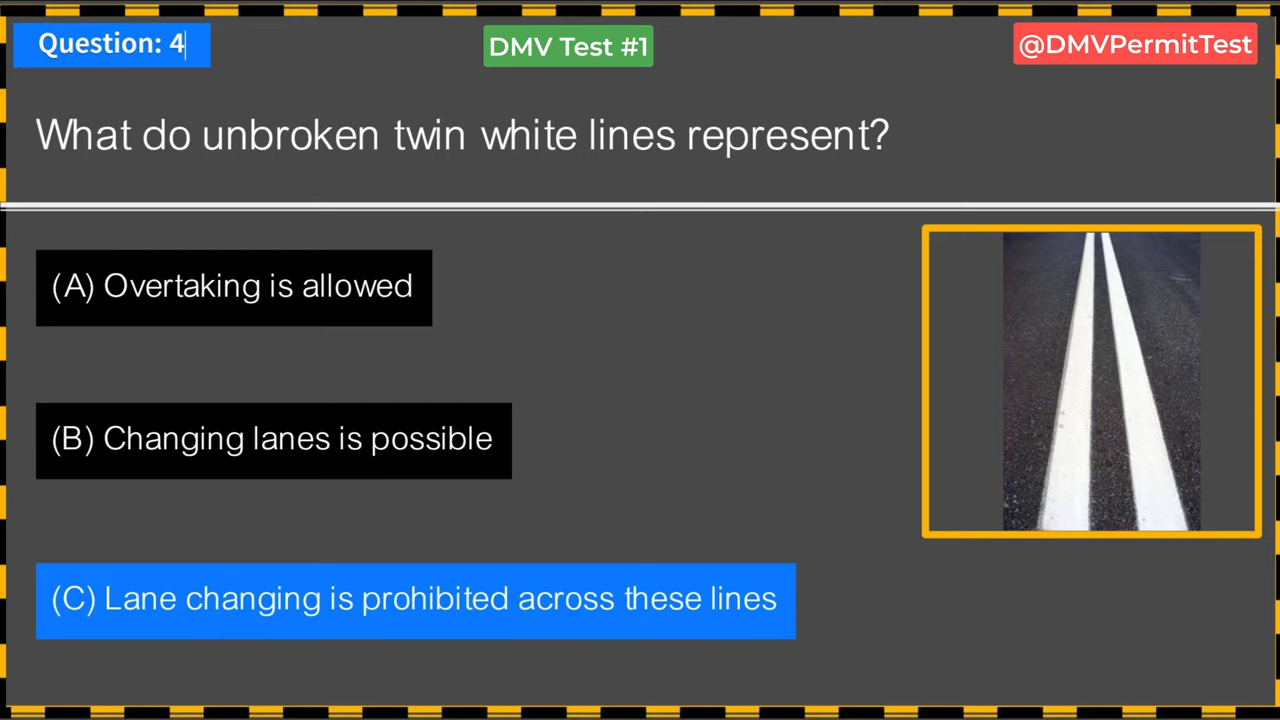 Question: 4
DMV Test #1
@DMVPermitTest
What do unbroken twin white lines represent?
(A) Overtaking is allowed
(B) Changing lanes is possible
(C) Lane changing is prohibited across these lines